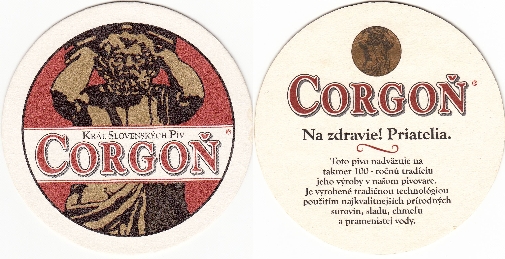 KRÁĽ SLOVENSKÝCH PÍV
CORGOŇ®
CORGOŇ®
Na zdravie! Priatelia.
Toto pivo nadväzuje na
takmer 100 - ročnú tradíciu
jeho výroby v našom pivovare.
Je vyrobené tradičnou technológiou
použitím najkvalitnejších prírodných
surovín, sladu, chmeľu
a pramenistej vody.